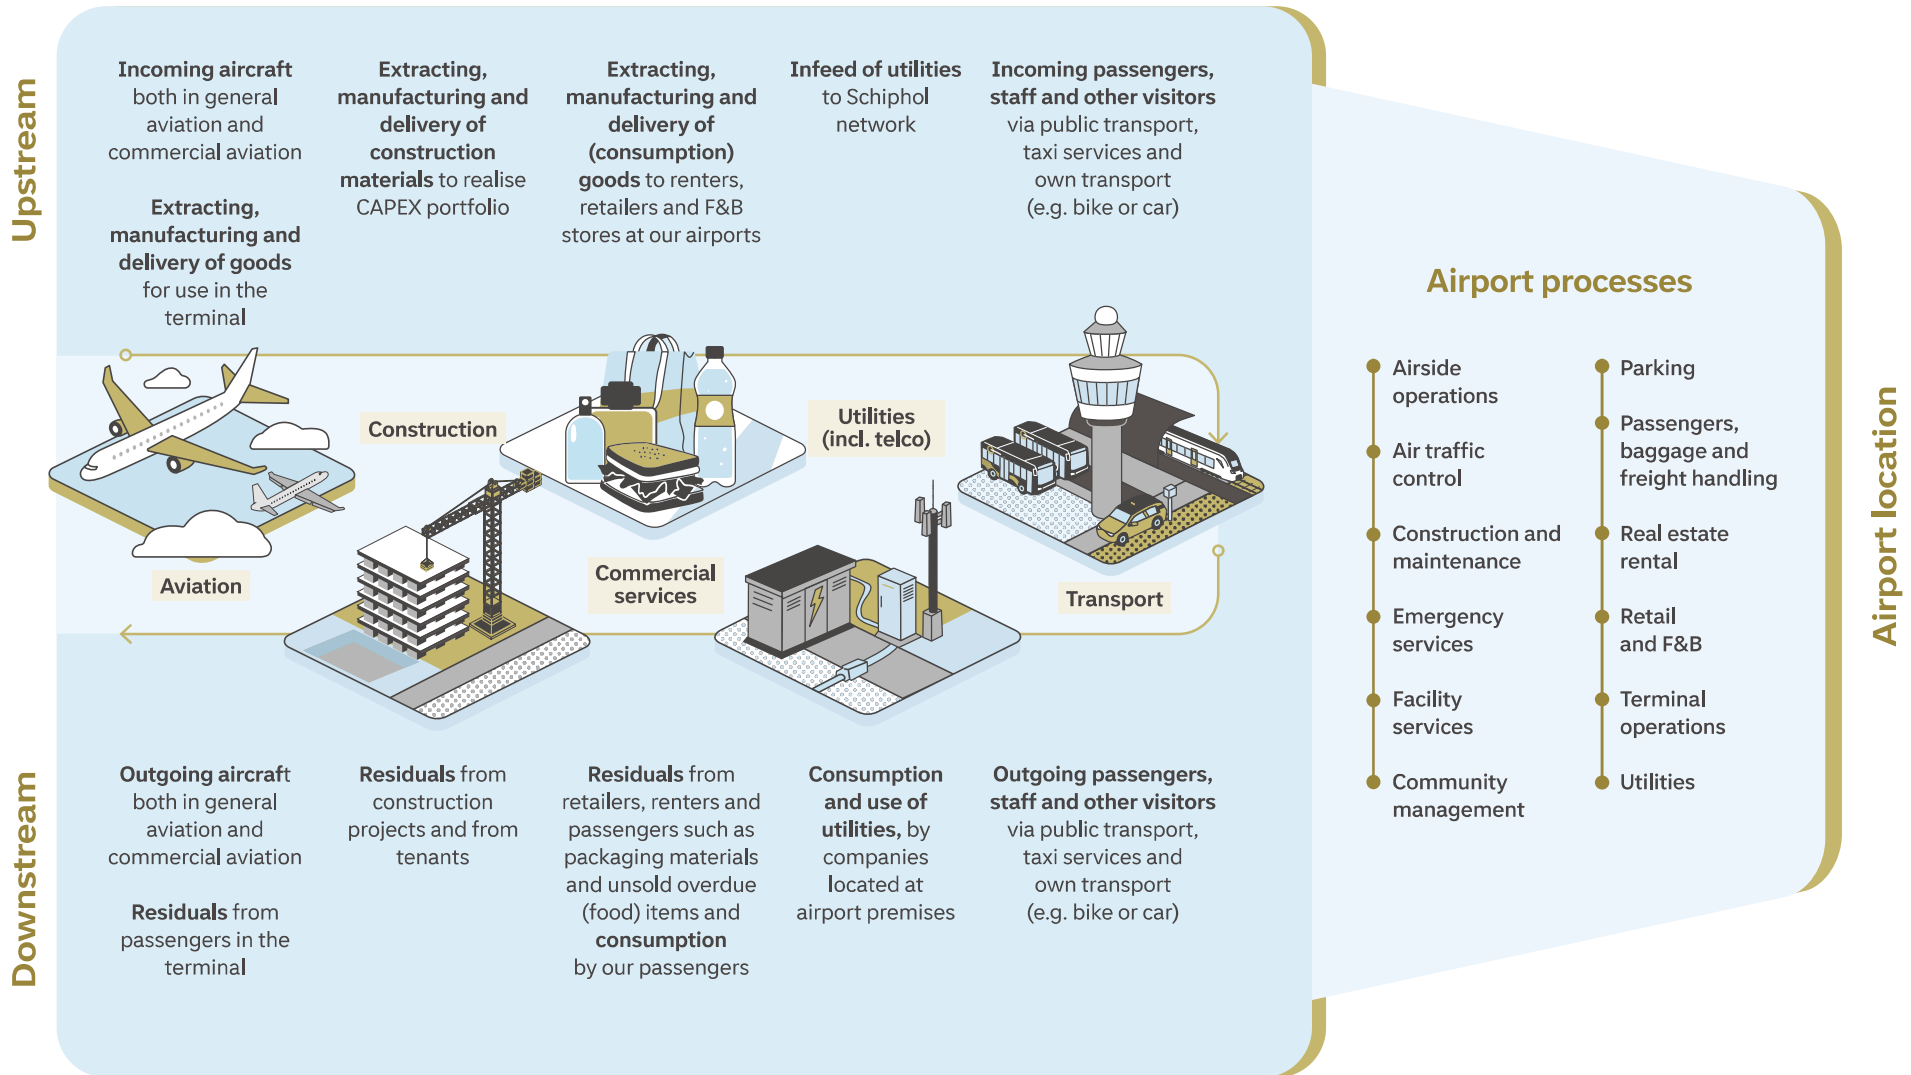 Upstream
Incoming aircraft
both in general
aviation and
commercial aviation
Extracting,
manufacturing and
delivery of goods
for use in the
terminal
Extracting,
manufacturing and
delivery of
construction
materials to realise
CAPEX portfolio
Extracting,
manufacturing and
delivery of
(consumption)
goods to renters,
retailers and F&B
stores at our airports
Infeed of utilities
to Schiphol
network
Incoming passengers,
staff and other visitors
via public transport,
taxi services and
own transport
(e.g. bike or car)
Aviation
Construction
Commercial
services
Utilities
(incl. telco)
Transport
Downstream
Outgoing aircraft
both in general
aviation and
commercial aviation
Residuals from
passengers in the
terminal
Residuals from
construction
projects and from
tenants
Residuals from
retailers, renters and
passengers such as
packaging materials
and unsold overdue
(food) items and
consumption
by our passengers
Consumption
and use of
utilities, by
companies
located at
airport premises
Outgoing passengers,
staff and other visitors
via public transport,
taxi services and
own transport
(e.g. bike or car)
Airport processes
Airside
operations
Air traffic
control
Construction and
maintenance
Emergency
services
Facility
services
Community
management
Parking
Passengers,
baggage and
freight handling
Real estate
rental
Retail
and F&B
Terminal
operations
Utilities
Airport location